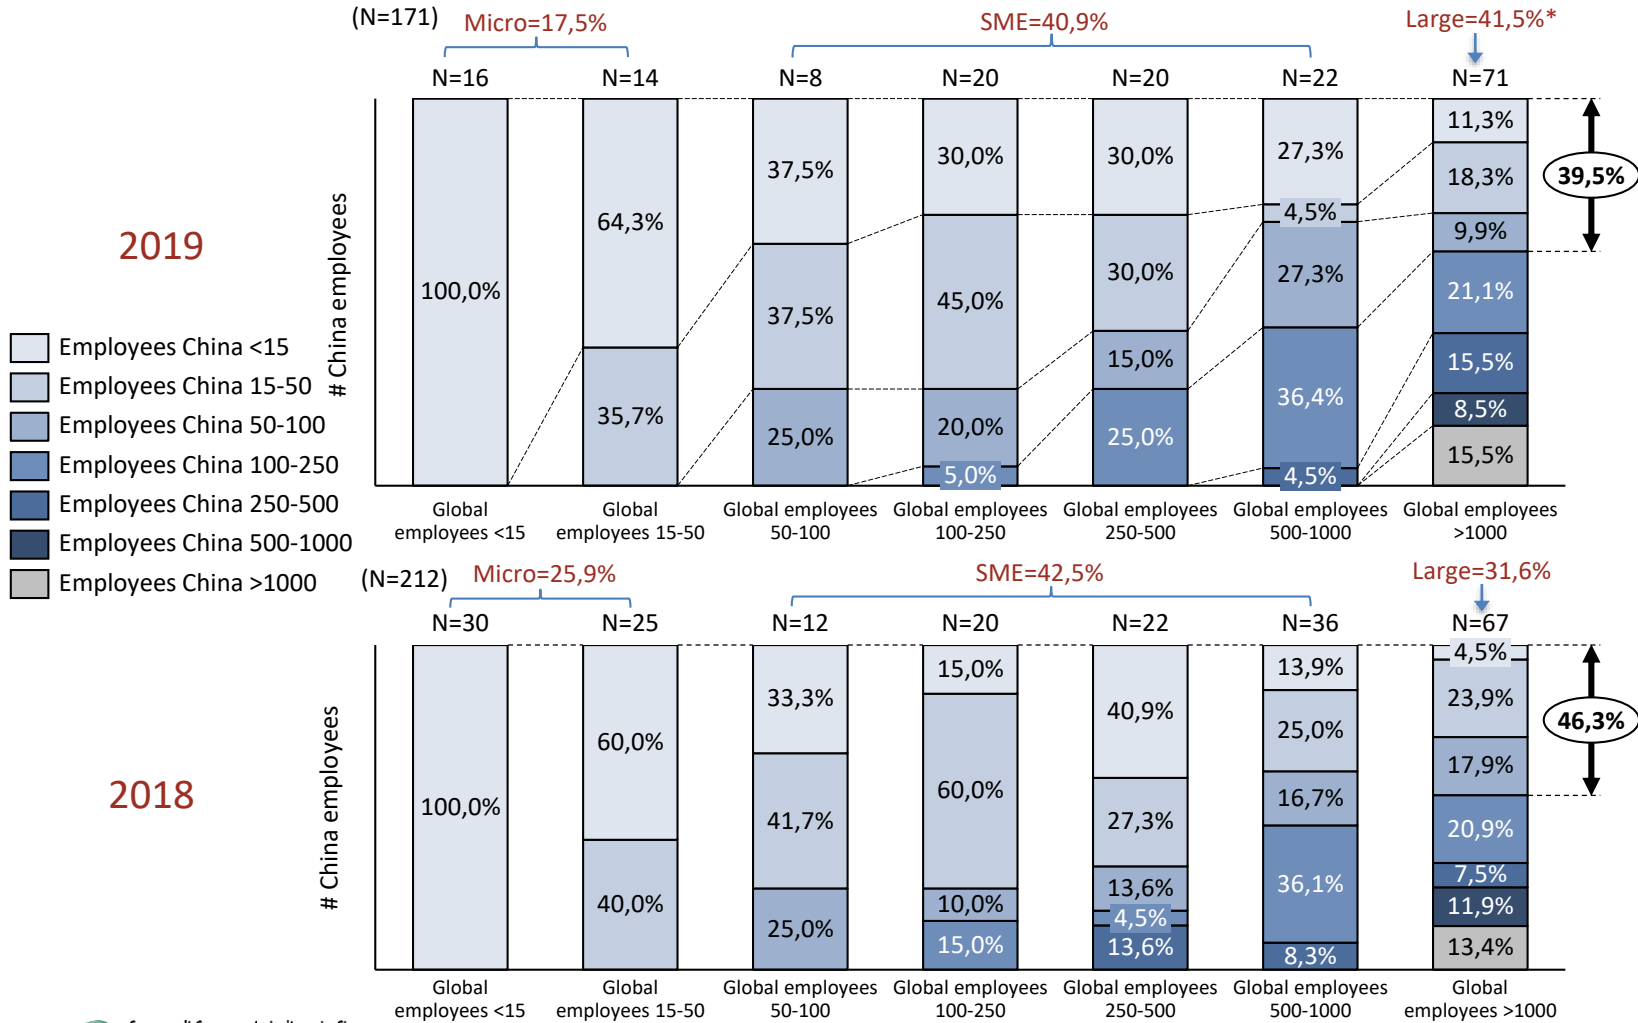 (N=171)
Micro=17,5%
SME=40,9%
Large=41,5%*
N=16
N=14
N=8
N=20
N=20
N=22
N=71
2019
# China employees
100,0%
64,3%
35,7%
37,5%
37,5%
25,0%
30,0%
45,0%
20,0%
5,0%
30,0%
30,0%
15,0%
25,0%
27,3%
4,5%
27,3%
36,4%
4,5%
11,3%
18,3%
9,9%
21,1%
15,5%
8,5%
15,5%
39,5%
Employees China <15
Employees China 15-50
Employees China 50-100
Employees China 100-250
Employees China 250-500
Employees China 500-1000
Employees China >1000
Global
employees <15
Global
employees 15-50
Global employees
50-100
Global employees
100-250
Global employees
250-500
Global employees
500-1000
Global employees
>1000
(N=212)
Micro=25,9%
SME=42,5%
Large=31,6%
N=30
N=25
N=12
N=20
N=22
N=36
N=67
2018
# China employees
100,0%
60,0%
40,0%
33,3%
41,7%
25,0%
15,0%
60,0%
10,0%
15,0%
40,9%
27,3%
13,6%
4,5%
13,6%
13,9%
25,0%
16,7%
36,1%
8,3%
4,5%
23,9%
17,9%
20,9%
7,5%
11,9%
13,4%
46,3%
Global
employees <15
Global
employees 15-50
Global employees
50-100
Global employees
100-250
Global employees
250-500
Global employees
500-1000
Global
employees >1000